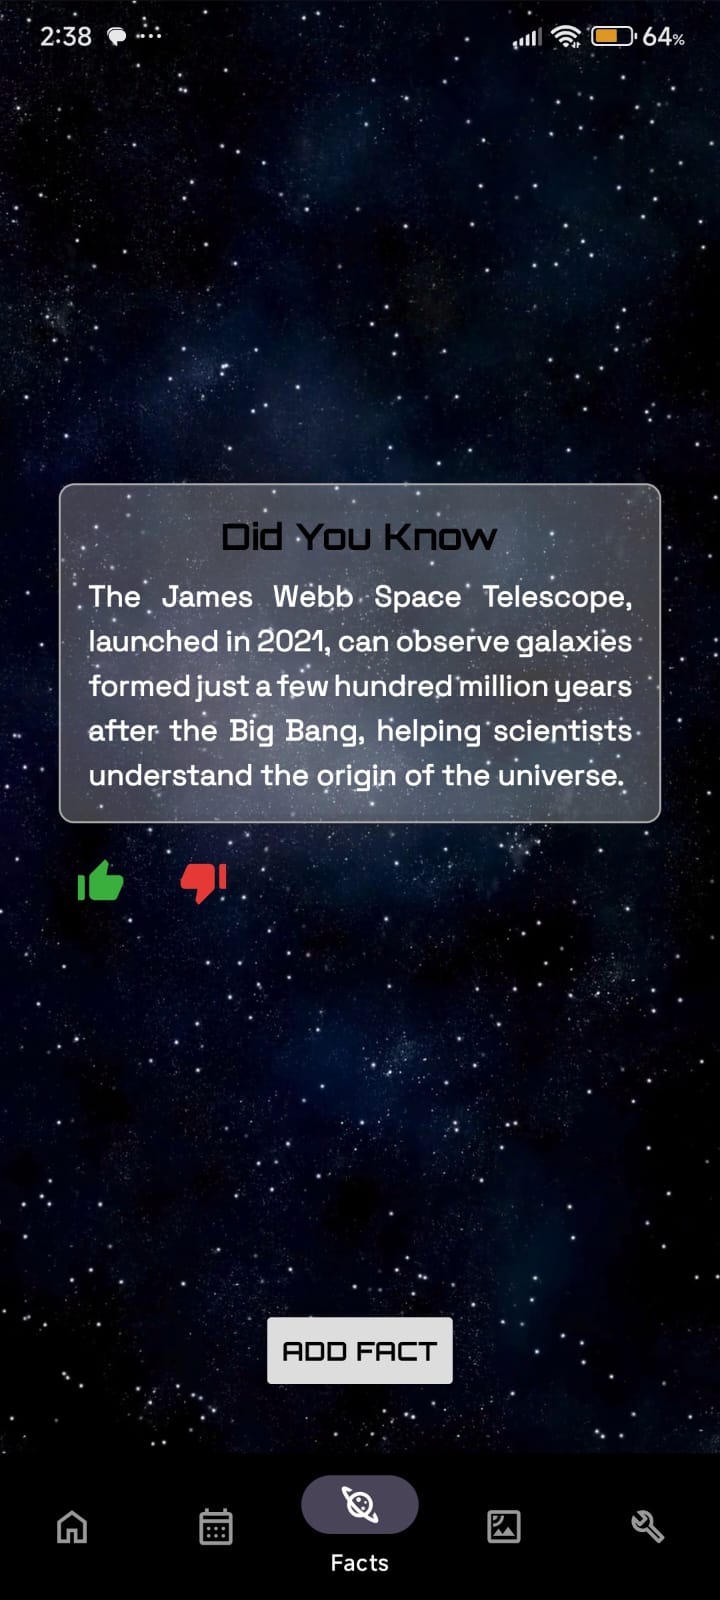 2:38
64%
Did You Know
The James Webb Space Telescope,
launched in 2021, can observe galaxies
formed just a few hundred million years
after the Big Bang, helping scientists
understand the origin of the universe.
ADD FACT
Facts